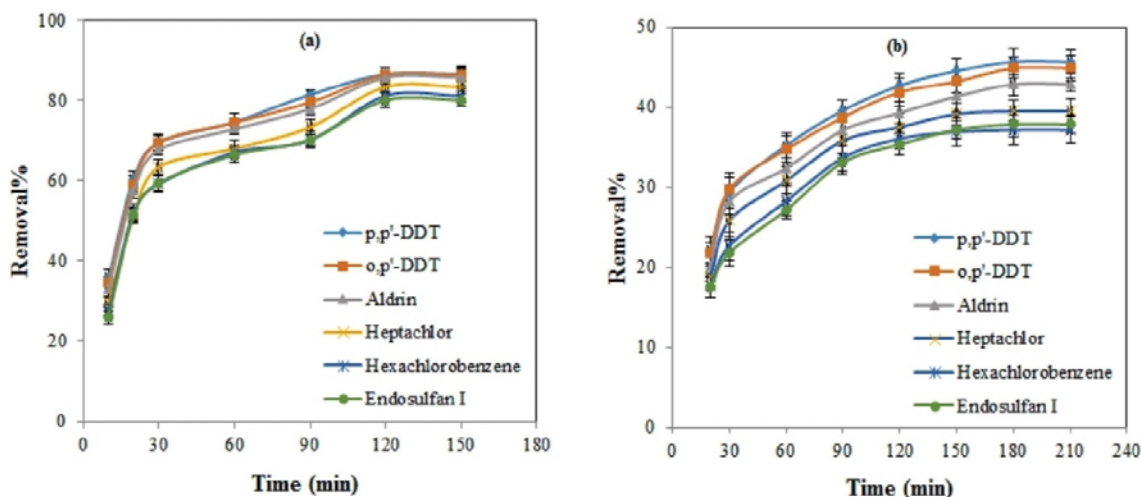 (a)
100
80
60
40
20
0
Removal%
p,p'-DDT
o,p'-DDT
Aldrin
Heptachlor
Hexachlorobenzene
Endosulfan I
0 30 60 90 120 150 180
Time (min)
(b)
50
40
30
20
10
0
Removal%
p,p'-DDT
o,p'-DDT
Aldrin
Heptachlor
Hexachlorobenzene
Endosulfan I
0 30 60 90 120 150 180 210 240
Time (min)